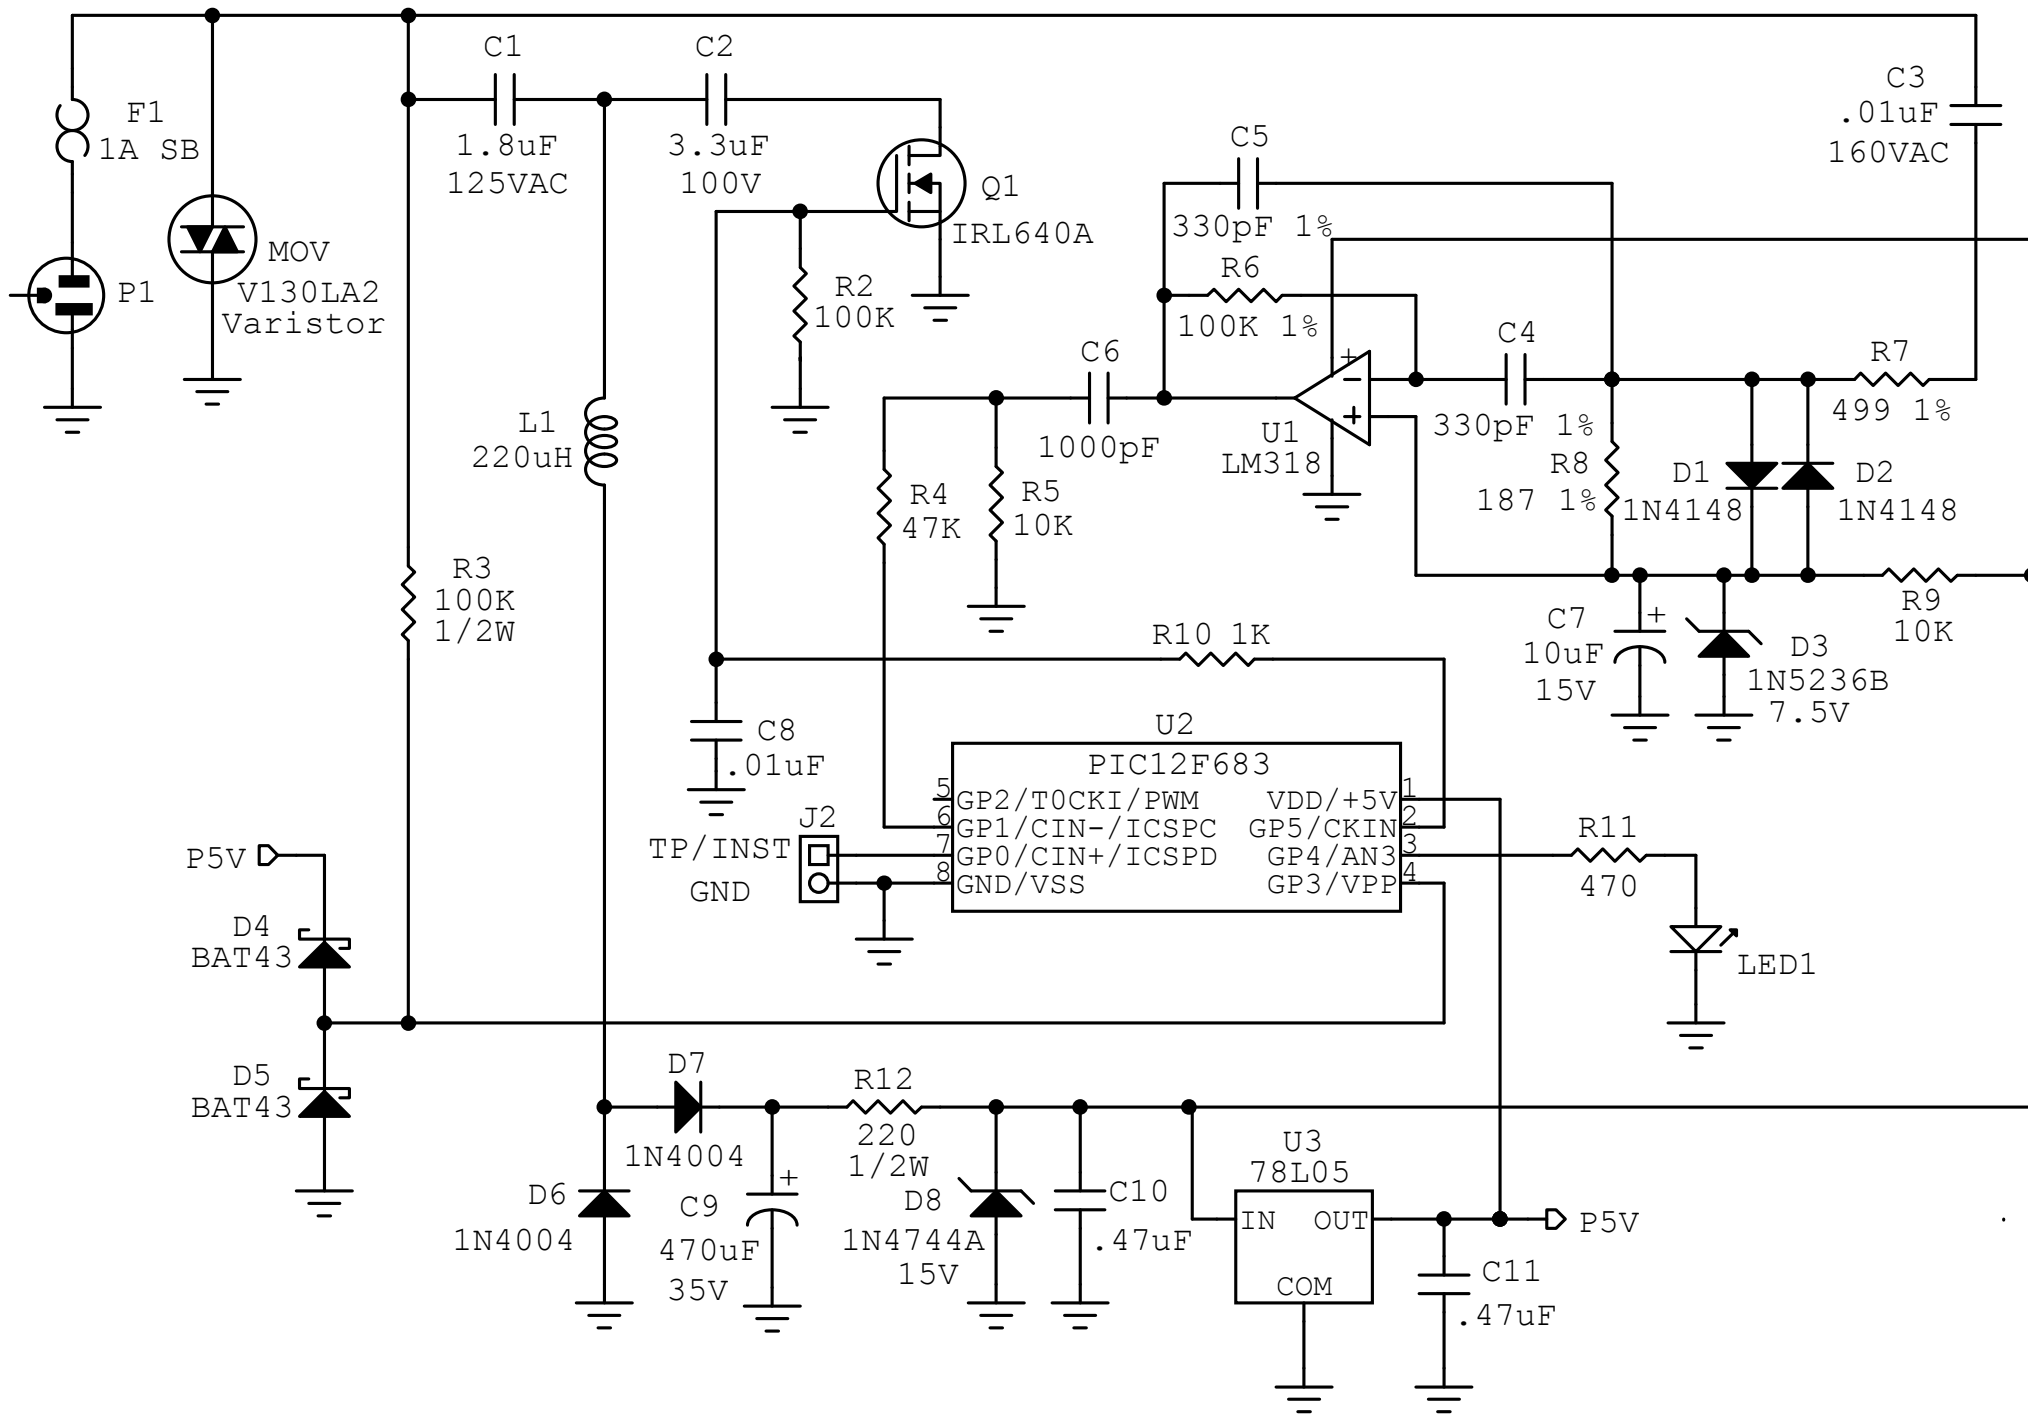 C1
C2
C3
F1
.01uF
1A SB
1.8uF
3.3uF
C5
160VAC
125VAC
100V
Q1
330pF 1%
IRL640A
MOV
P1
V130LA2
Varistor
R2
100K
R6
100K 1%
C4
C6
R7
+
-
+
499 1%
L1
220uH
1000pF
U1
LM318
330pF 1%
R8
187 1%
D1
1N4148
D2
1N4148
R4
47K
R5
10K
R3
100K
1/2W
R9
10K
C7
10uF
15V
+
D3
1N5236B
7.5V
R10 1K
C8
.01uF
U2
PIC12F683
5
GP2/T0CKI/PWM
VDD/+5V
1
6
GP1/CIN-/ICSPC
GP5/CKIN
2
7
GP0/CIN+/ICSPD
GP4/AN3
3
8
GND/VSS
GP3/VPP
4
J2
TP/INST
GND
R11
470
LED1
P5V
D4
BAT43
D5
BAT43
D7
1N4004
R12
220
1/2W
D6
1N4004
C9
470uF
35V
+
D8
1N4744A
15V
C10
.47uF
U3
78L05
IN
OUT
COM
P5V
C11
.47uF